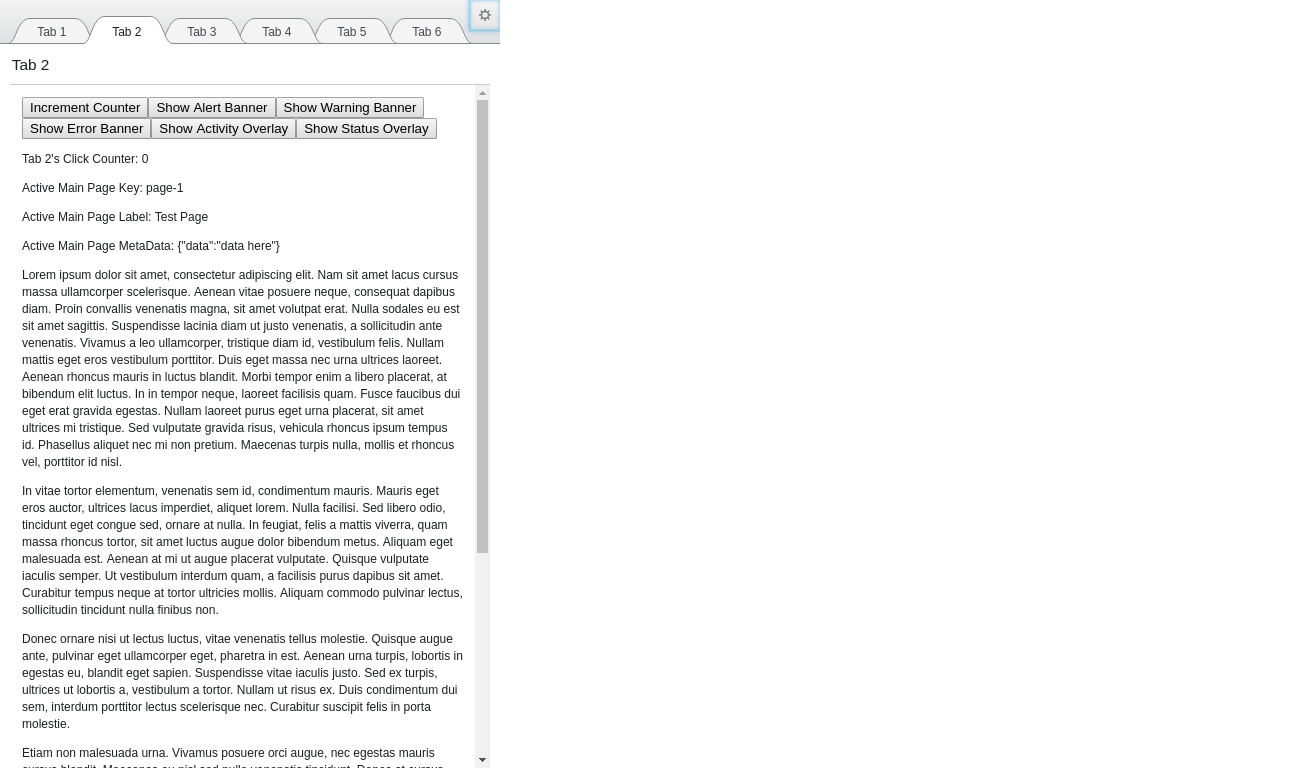 Tab 1 Tab 2 Tab 3 Tab 4 Tab 5 Tab 6
Tab 2
Increment Counter Show Alert Banner Show Warning Banner
Show Error Banner Show Activity Overlay Show Status Overlay
Tab 2's Click Counter: 0
Active Main Page Key: page-1
Active Main Page Label: Test Page
Active Main Page MetaData: {"data":"data here"}
Lorem ipsum dolor sit amet, consectetur adipiscing elit. Nam sit amet lacus cursus
massa ullamcorper scelerisque. Aenean vitae posuere neque, consequat dapibus
diam. Proin convallis venenatis magna, sit amet volutpat erat. Nulla sodales eu est
sit amet sagittis. Suspendisse lacinia diam ut justo venenatis, a sollicitudin ante
venenatis. Vivamus a leo ullamcorper, tristique diam id, vestibulum felis. Nullam
mattis eget eros vestibulum porttitor. Duis eget massa nec urna ultrices laoreet.
Aenean rhoncus mauris in luctus blandit. Morbi tempor enim a libero placerat, at
bibendum elit luctus. In in tempor neque, laoreet facilisis quam. Fusce faucibus dui
eget erat gravida egestas. Nullam laoreet purus eget urna placerat, sit amet
ultrices mi tristique. Sed vulputate gravida risus, vehicula rhoncus ipsum tempus
id. Phasellus aliquet nec mi non pretium. Maecenas turpis nulla, mollis et rhoncus
vel, porttitor id nisl.
In vitae tortor elementum, venenatis sem id, condimentum mauris. Mauris eget
eros auctor, ultrices lacus imperdiet, aliquet lorem. Nulla facilisi. Sed libero odio,
tincidunt eget congue sed, ornare at nulla. In feugiat, felis a mattis viverra, quam
massa rhoncus tortor, sit amet luctus augue dolor bibendum metus. Aliquam eget
malesuada est. Aenean at mi ut augue placerat vulputate. Quisque vulputate
iaculis semper. Ut vestibulum interdum quam, a facilisis purus dapibus sit amet.
Curabitur tempus neque at tortor ultricies mollis. Aliquam commodo pulvinar lectus,
sollicitudin tincidunt nulla finibus non.
Donec ornare nisi ut lectus luctus, vitae venenatis tellus molestie. Quisque augue
ante, pulvinar eget ullamcorper eget, pharetra in est. Aenean urna turpis, lobortis in
egestas eu, blandit eget sapien. Suspendisse vitae iaculis justo. Sed ex turpis,
ultrices ut lobortis a, vestibulum a tortor. Nullam ut risus ex. Duis condimentum dui
sem, interdum porttitor lectus scelerisque nec. Curabitur suscipit felis in porta
molestie.
Etiam non malesuada urna. Vivamus posuere orci augue, nec egestas mauris